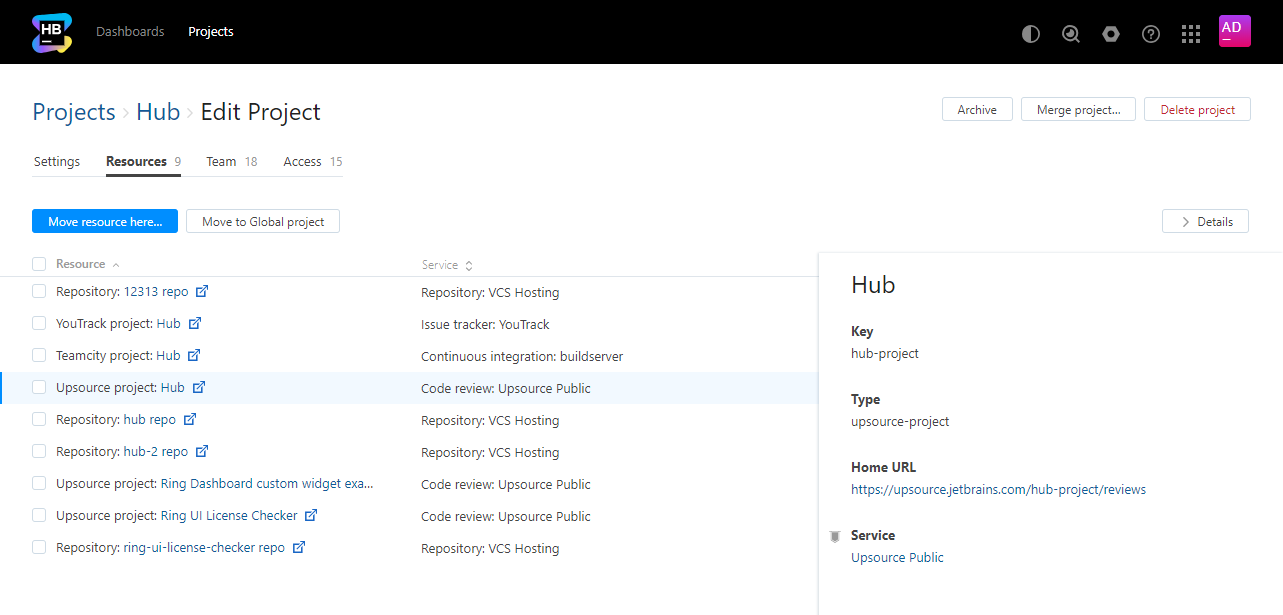 HB Dashboards Projects AD
Projects › Hub › Edit Project Archive Merge project... Delete project
Settings Resources 9 Team 18 Access 15
Move resource here... Move to Global project Details
Resource Service
Repository: 12313 repo Repository: VCS Hosting
YouTrack project: Hub Issue tracker: YouTrack
Teamcity project: Hub Continuous integration: buildserver
Upsource project: Hub Code review: Upsource Public
Repository: hub repo Repository: VCS Hosting
Repository: hub-2 repo Repository: VCS Hosting
Upsource project: Ring Dashboard custom widget exa... Code review: Upsource Public
Upsource project: Ring UI License Checker Code review: Upsource Public
Repository: ring-ui-license-checker repo Repository: VCS Hosting
Hub
Key
hub-project
Type
upsource-project
Home URL
https://upsource.jetbrains.com/hub-project/reviews
Service
Upsource Public